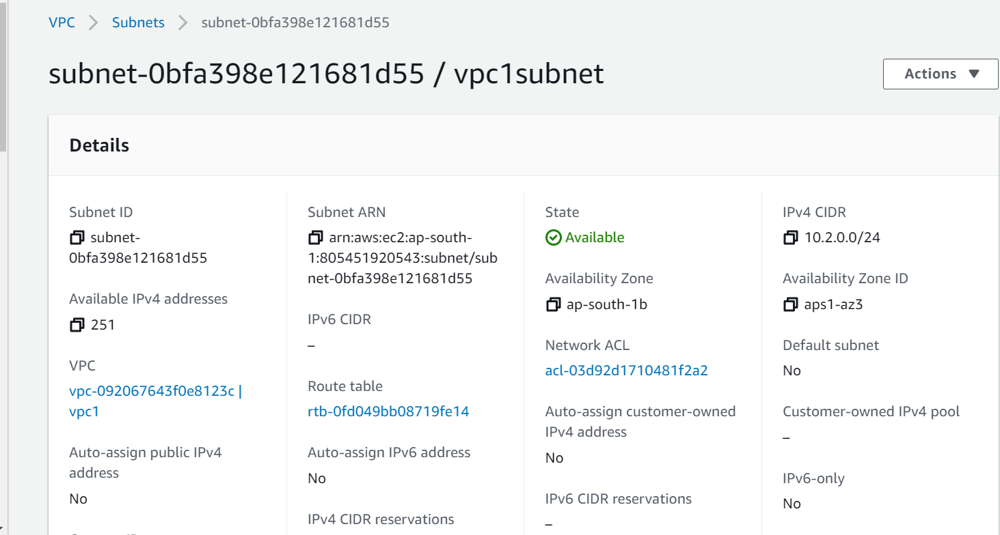 VPC > Subnets > subnet-0bfa398e121681d55
subnet-0bfa398e121681d55 / vpc1subnet
Actions ▼
Details
Subnet ID
subnet-
0bfa398e121681d55
Available IPv4 addresses
251
VPC
vpc-092067643f0e8123c |
vpc1
Auto-assign public IPv4
address
No
Subnet ARN
arn:aws:ec2:ap-south-
1:805451920543:subnet/sub
net-0bfa398e121681d55
IPv6 CIDR
–
Route table
rtb-0fd049bb08719fe14
Auto-assign IPv6 address
No
IPv4 CIDR reservations
State
Available
Availability Zone
ap-south-1b
Network ACL
acl-03d92d1710481f2a2
Auto-assign customer-owned
IPv4 address
No
IPv6 CIDR reservations
–
IPv4 CIDR
10.2.0.0/24
Availability Zone ID
aps1-az3
Default subnet
No
Customer-owned IPv4 pool
–
IPv6-only
No